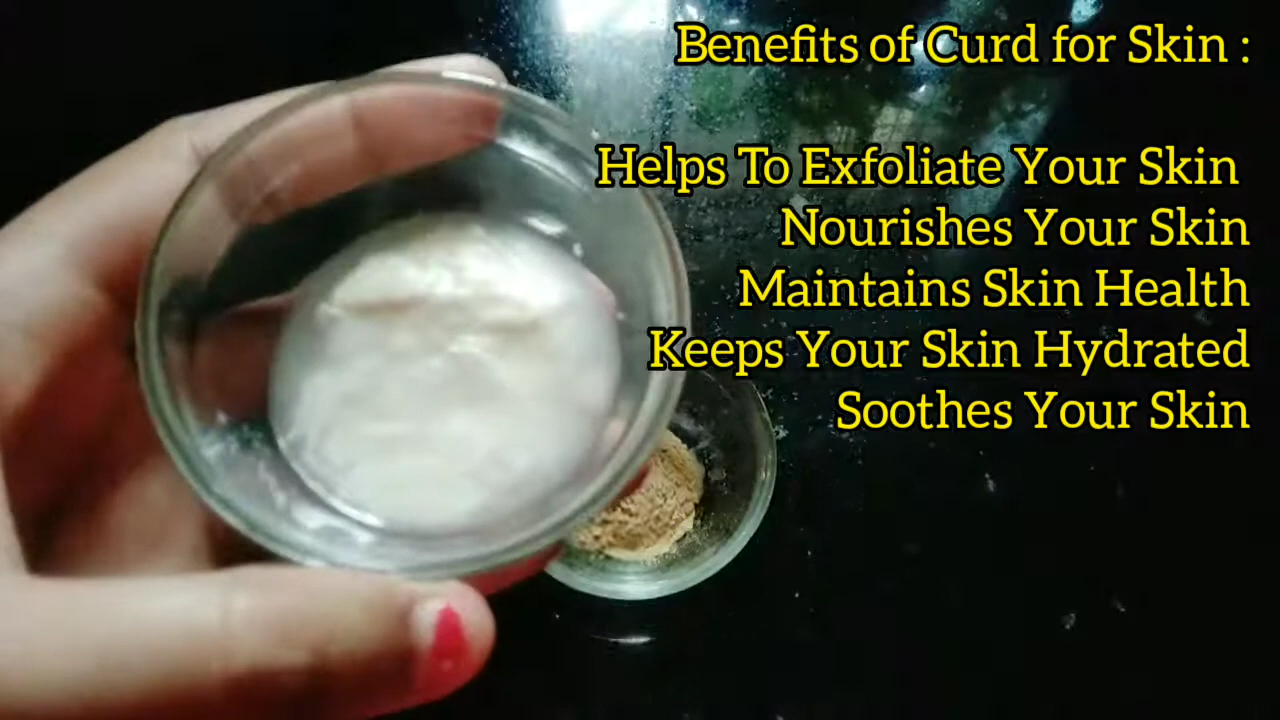 Benefits of Curd for Skin :
Helps To Exfoliate Your Skin
Nourishes Your Skin
Maintains Skin Health
Keeps Your Skin Hydrated
Soothes Your Skin